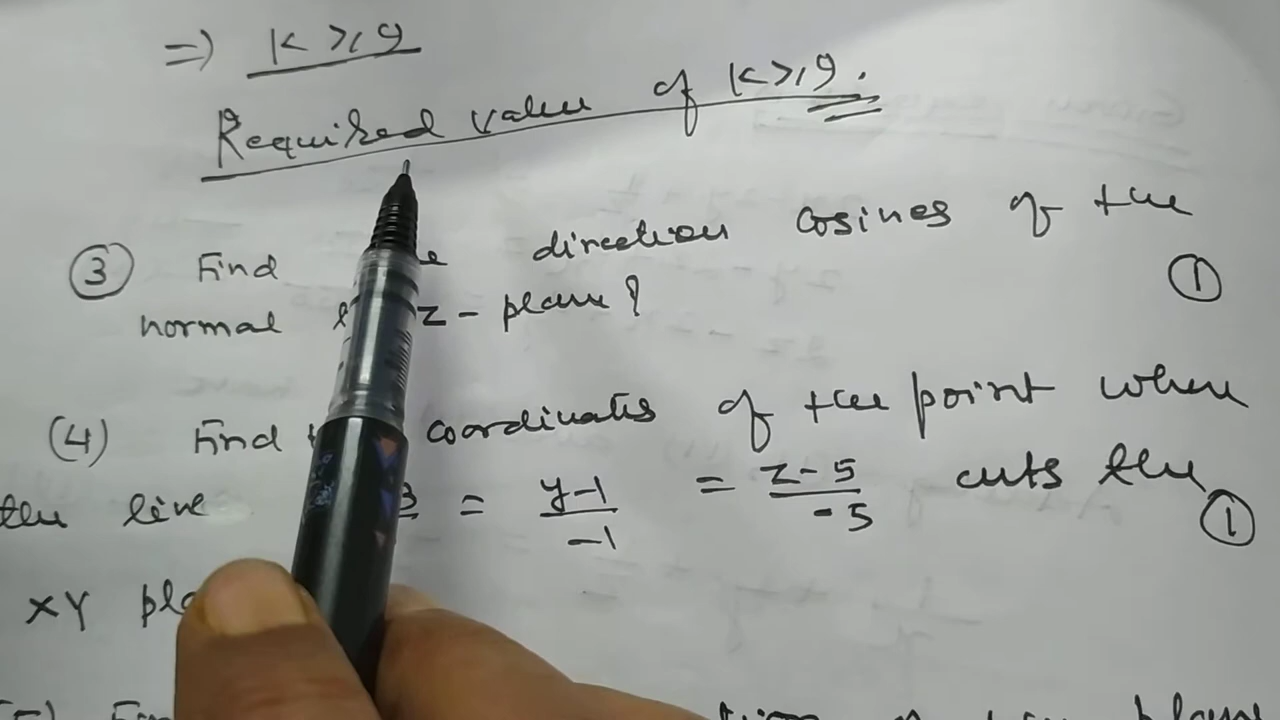 =) K ≥ 9
Required value of K ≥ 9.
③ Find direction cosines of the
normal Z - plane? ①
(4) Find coordinates of the point where
the line = y-1/-1 = z-5/-5 cuts the ①
XY